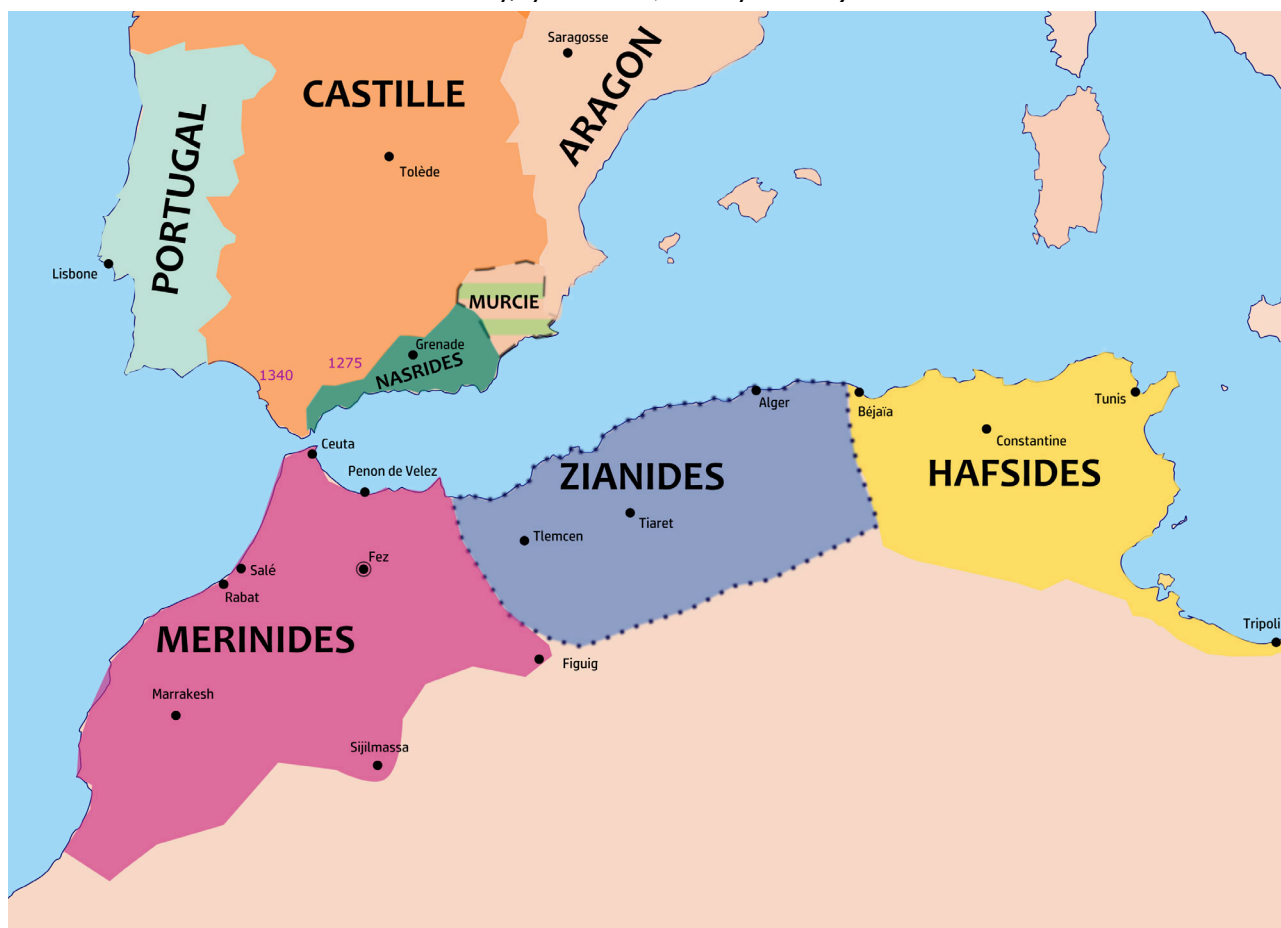 Saragosse
CASTILLE
ARAGON
PORTUGAL
Tolède
Lisbone
MURCIE
Grenade
1275
1340
NASRIDES
Alger
Béjaïa
Tunis
Ceuta
Constantine
Penon de Velez
ZIANIDES
HAFSIDES
Tiaret
Tlemcen
Fez
Salé
Rabat
Tripoli
MERINIDES
Figuig
Marrakesh
Sijilmassa